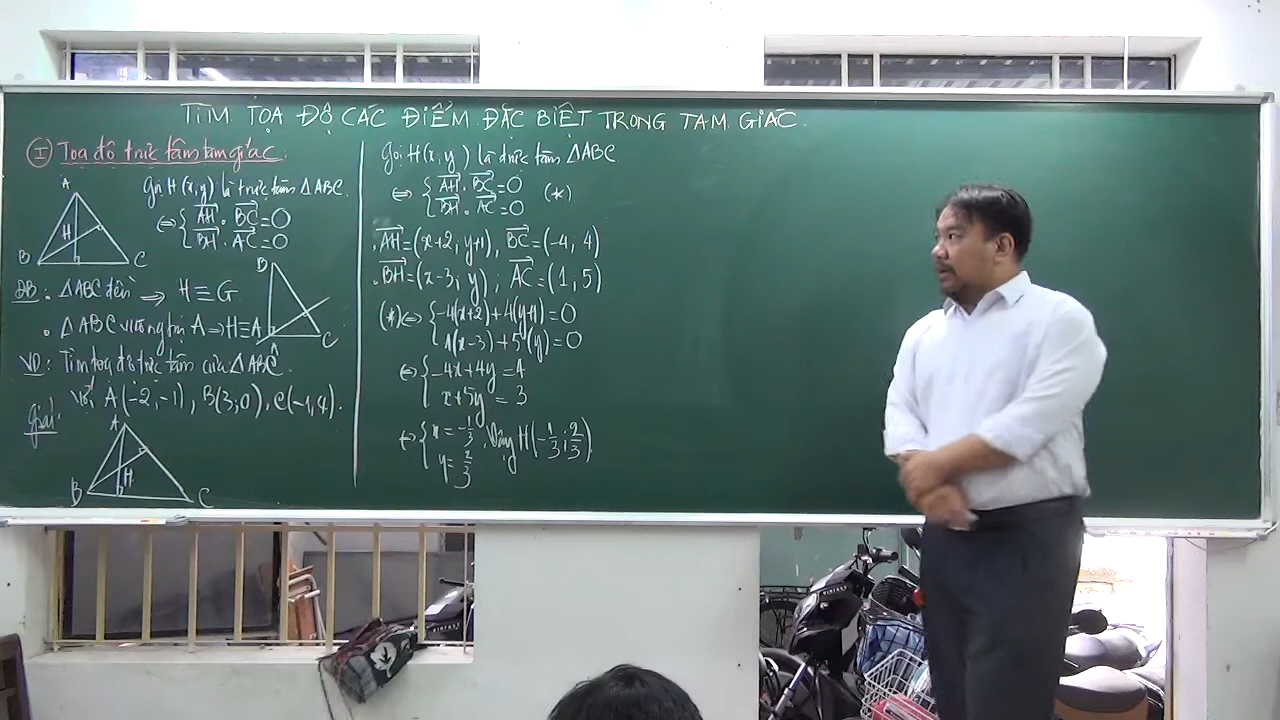 TÌM TỌA ĐỘ CÁC ĐIỂM ĐẶC BIỆT TRONG TAM GIÁC.
I Tọa độ trực tâm tam giác.
Gọi H(x,y) là trực tâm ΔABC.
⇔ { AH . BC = 0
BH . AC = 0
A
H
B
C
ĐB: . ΔABC đều ⇒ H ≡ G.
. ΔABC vuông tại A ⇒ H ≡ A
B
A
C
VD: Tìm tọa độ trực tâm của ΔABC.
Với A(-2;-1), B(3;0), C(-1;4).
Giải.
A
H
B
C
Gọi H(x,y) là trực tâm ΔABC
⇔ { AH . BC = 0
BH . AC = 0 (*)
. AH = (x+2; y+1), BC = (-4; 4)
. BH = (x-3; y) ; AC = (1; 5)
(*) ⇔ { -4(x+2) + 4(y+1) = 0
1(x-3) + 5(y) = 0
⇔ { -4x + 4y = 4
x + 5y = 3
⇔ { x = -1/3
y = 2/3 . Vậy H(-1/3; 2/3).